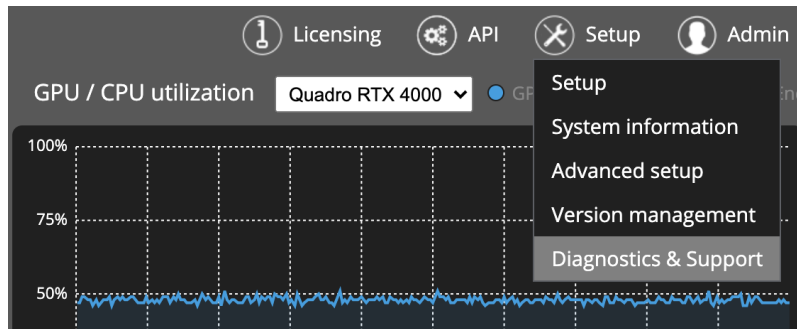 Licensing API Setup Admin
GPU / CPU utilization Quadro RTX 4000
Setup
System information
Advanced setup
Version management
Diagnostics & Support
100%
75%
50%